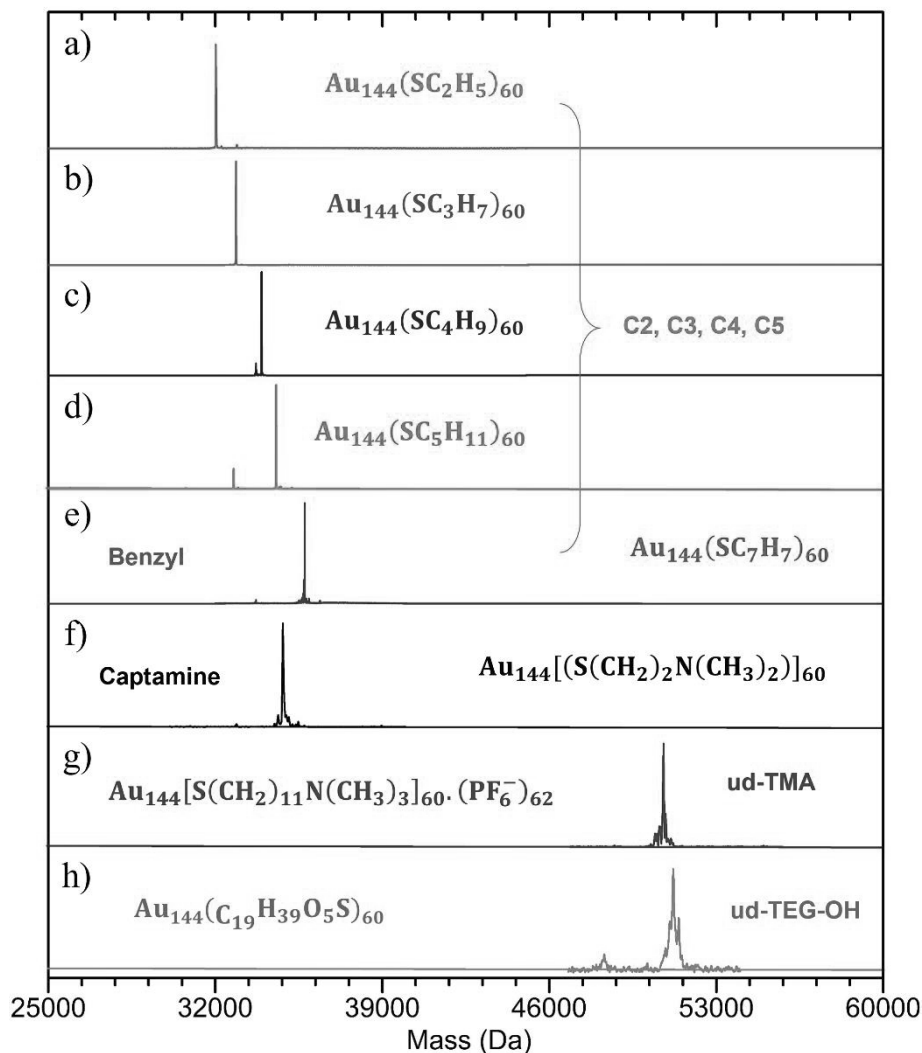 a)
Au₁₄₄(SC₂H₅)₆₀
b)
Au₁₄₄(SC₃H₇)₆₀
c)
Au₁₄₄(SC₄H₉)₆₀
C2, C3, C4, C5
d)
Au₁₄₄(SC₅H₁₁)₆₀
e)
Benzyl
Au₁₄₄(SC₇H₇)₆₀
f)
Captamine
Au₁₄₄[(S(CH₂)₂N(CH₃)₂)]₆₀
g)
Au₁₄₄[S(CH₂)₁₁N(CH₃)₃]₆₀.(PF₆⁻)₆₂
ud-TMA
h)
Au₁₄₄(C₁₉H₃₉O₅S)₆₀
ud-TEG-OH
25000 32000 39000 46000 53000 60000
Mass (Da)